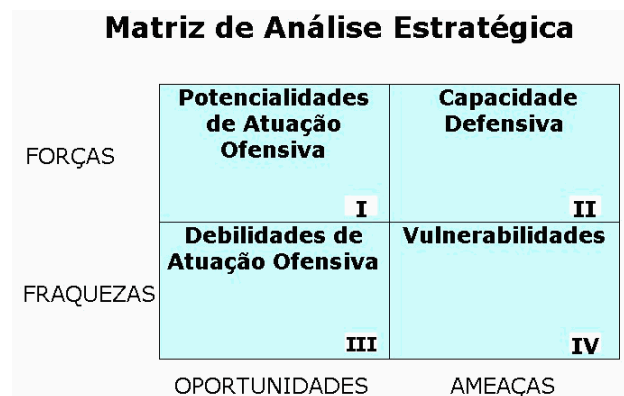 Matriz de Análise Estratégica
Potencialidades
de Atuação
Ofensiva
Capacidade
Defensiva
FORÇAS
I
II
Debilidades de
Atuação Ofensiva
Vulnerabilidades
FRAQUEZAS
III
IV
OPORTUNIDADES
AMEAÇAS